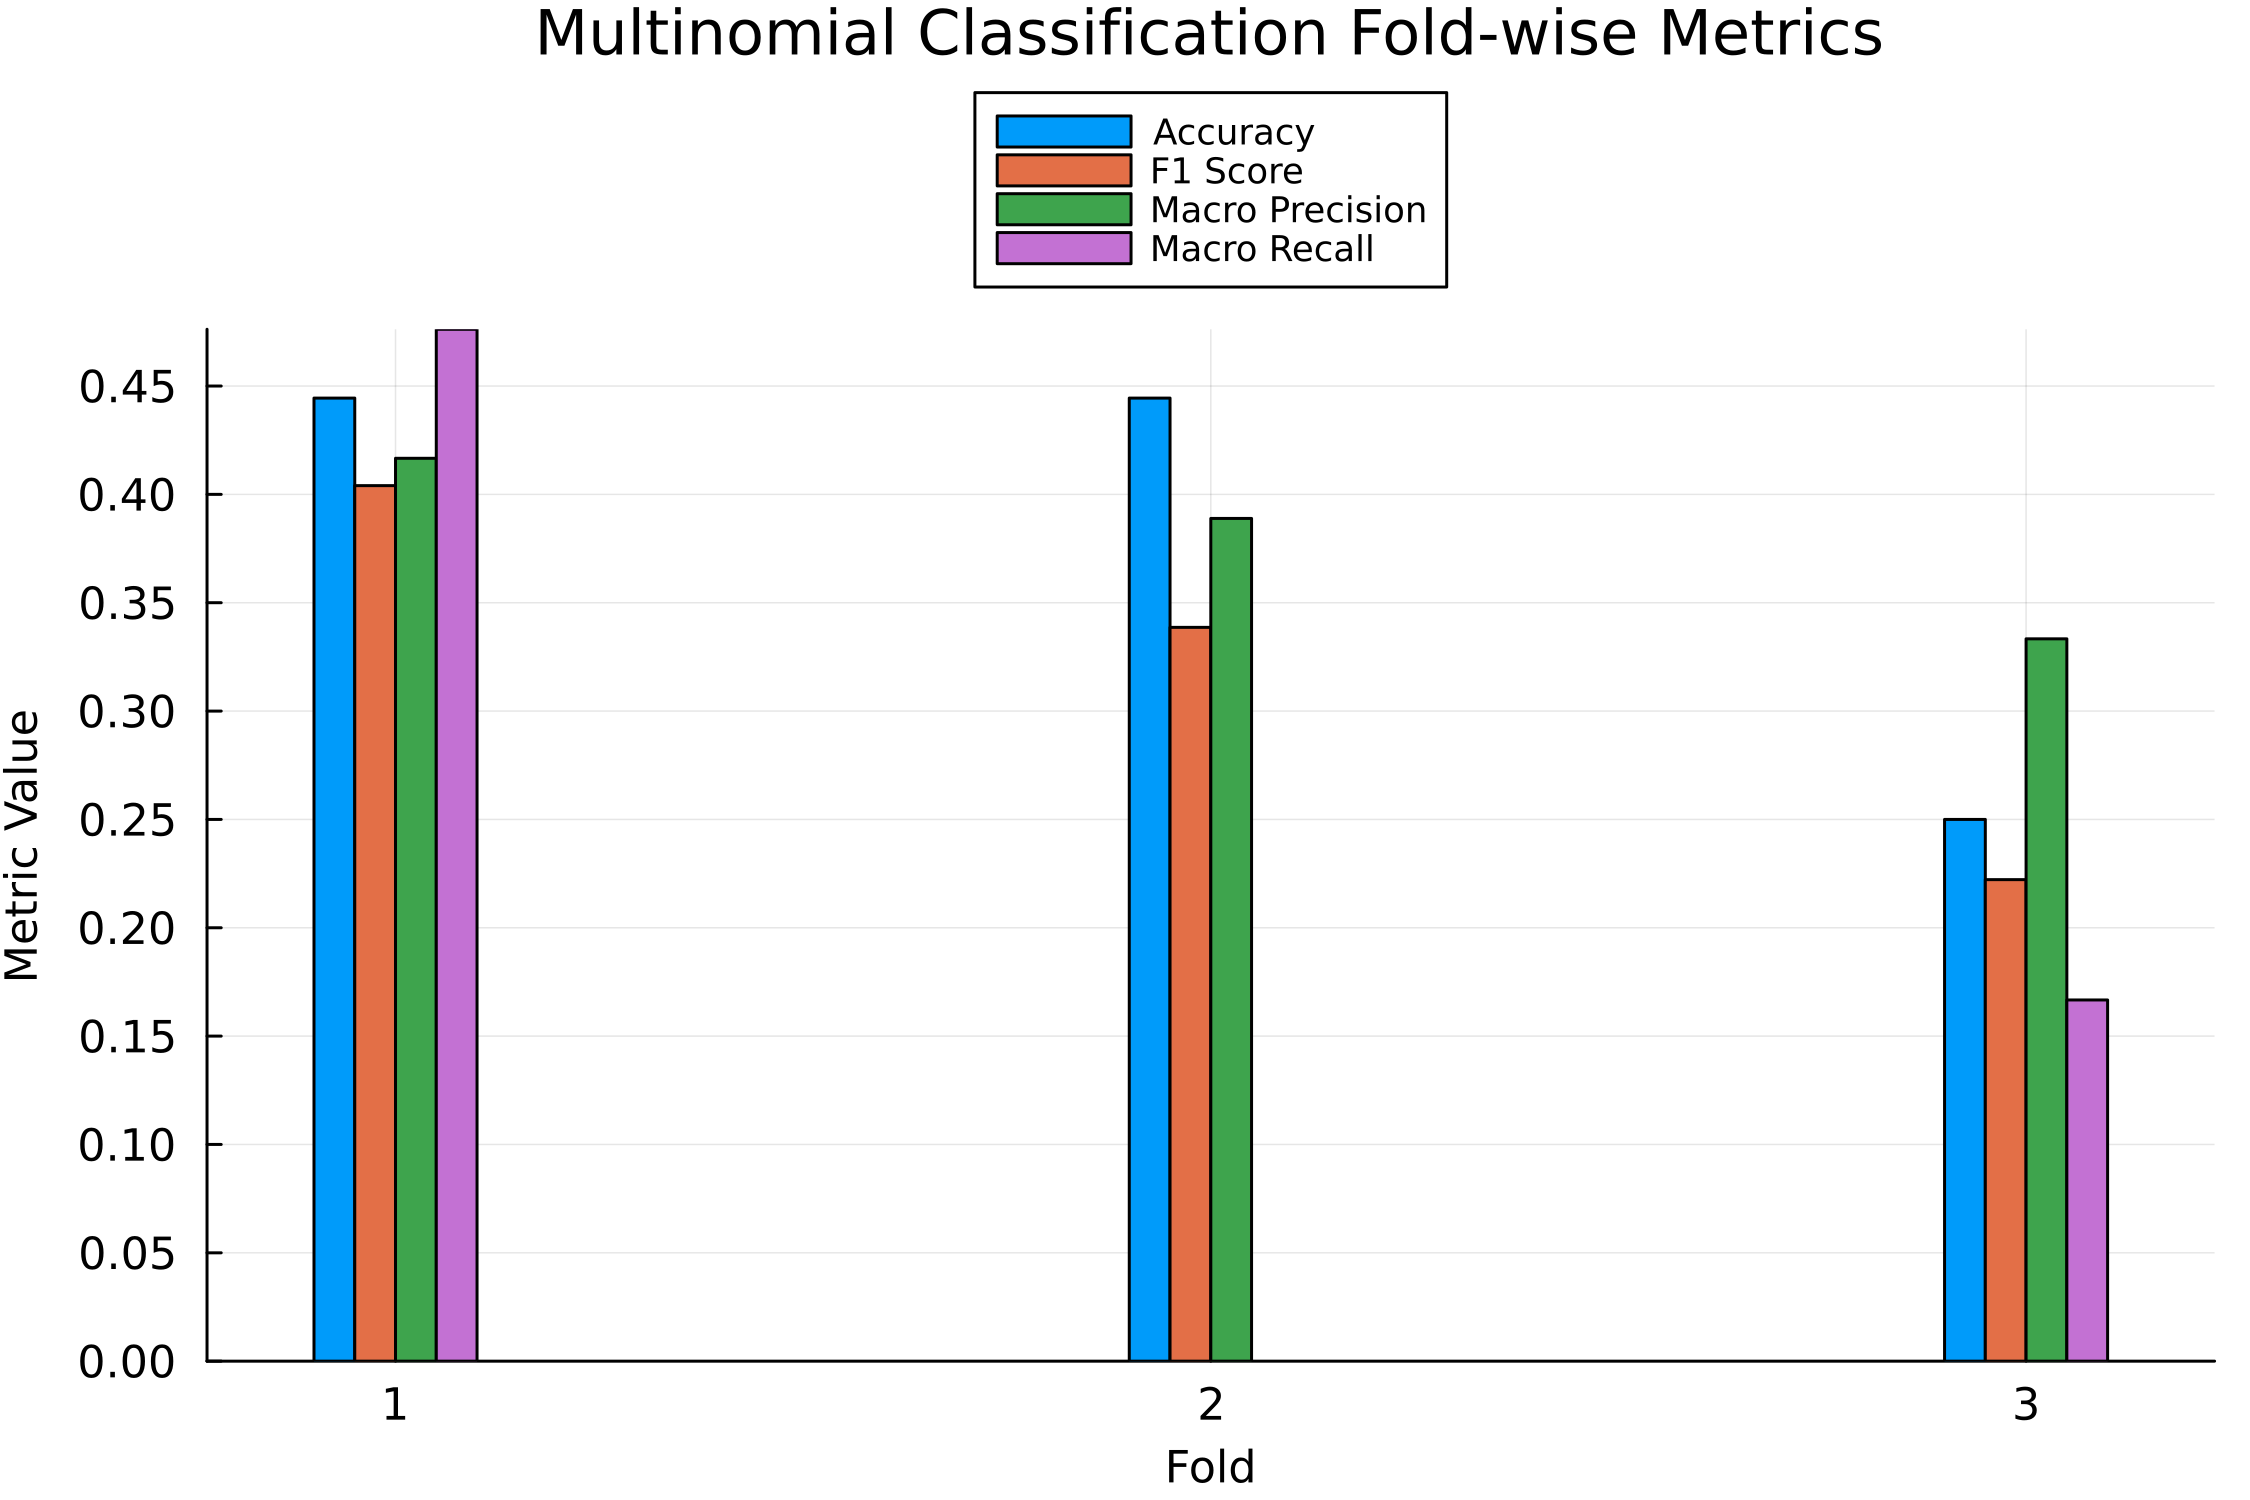 Multinomial Classification Fold-wise Metrics
Accuracy
F1 Score
Macro Precision
Macro Recall
Metric Value
0.45
0.40
0.35
0.30
0.25
0.20
0.15
0.10
0.05
0.00
1 2 3
Fold